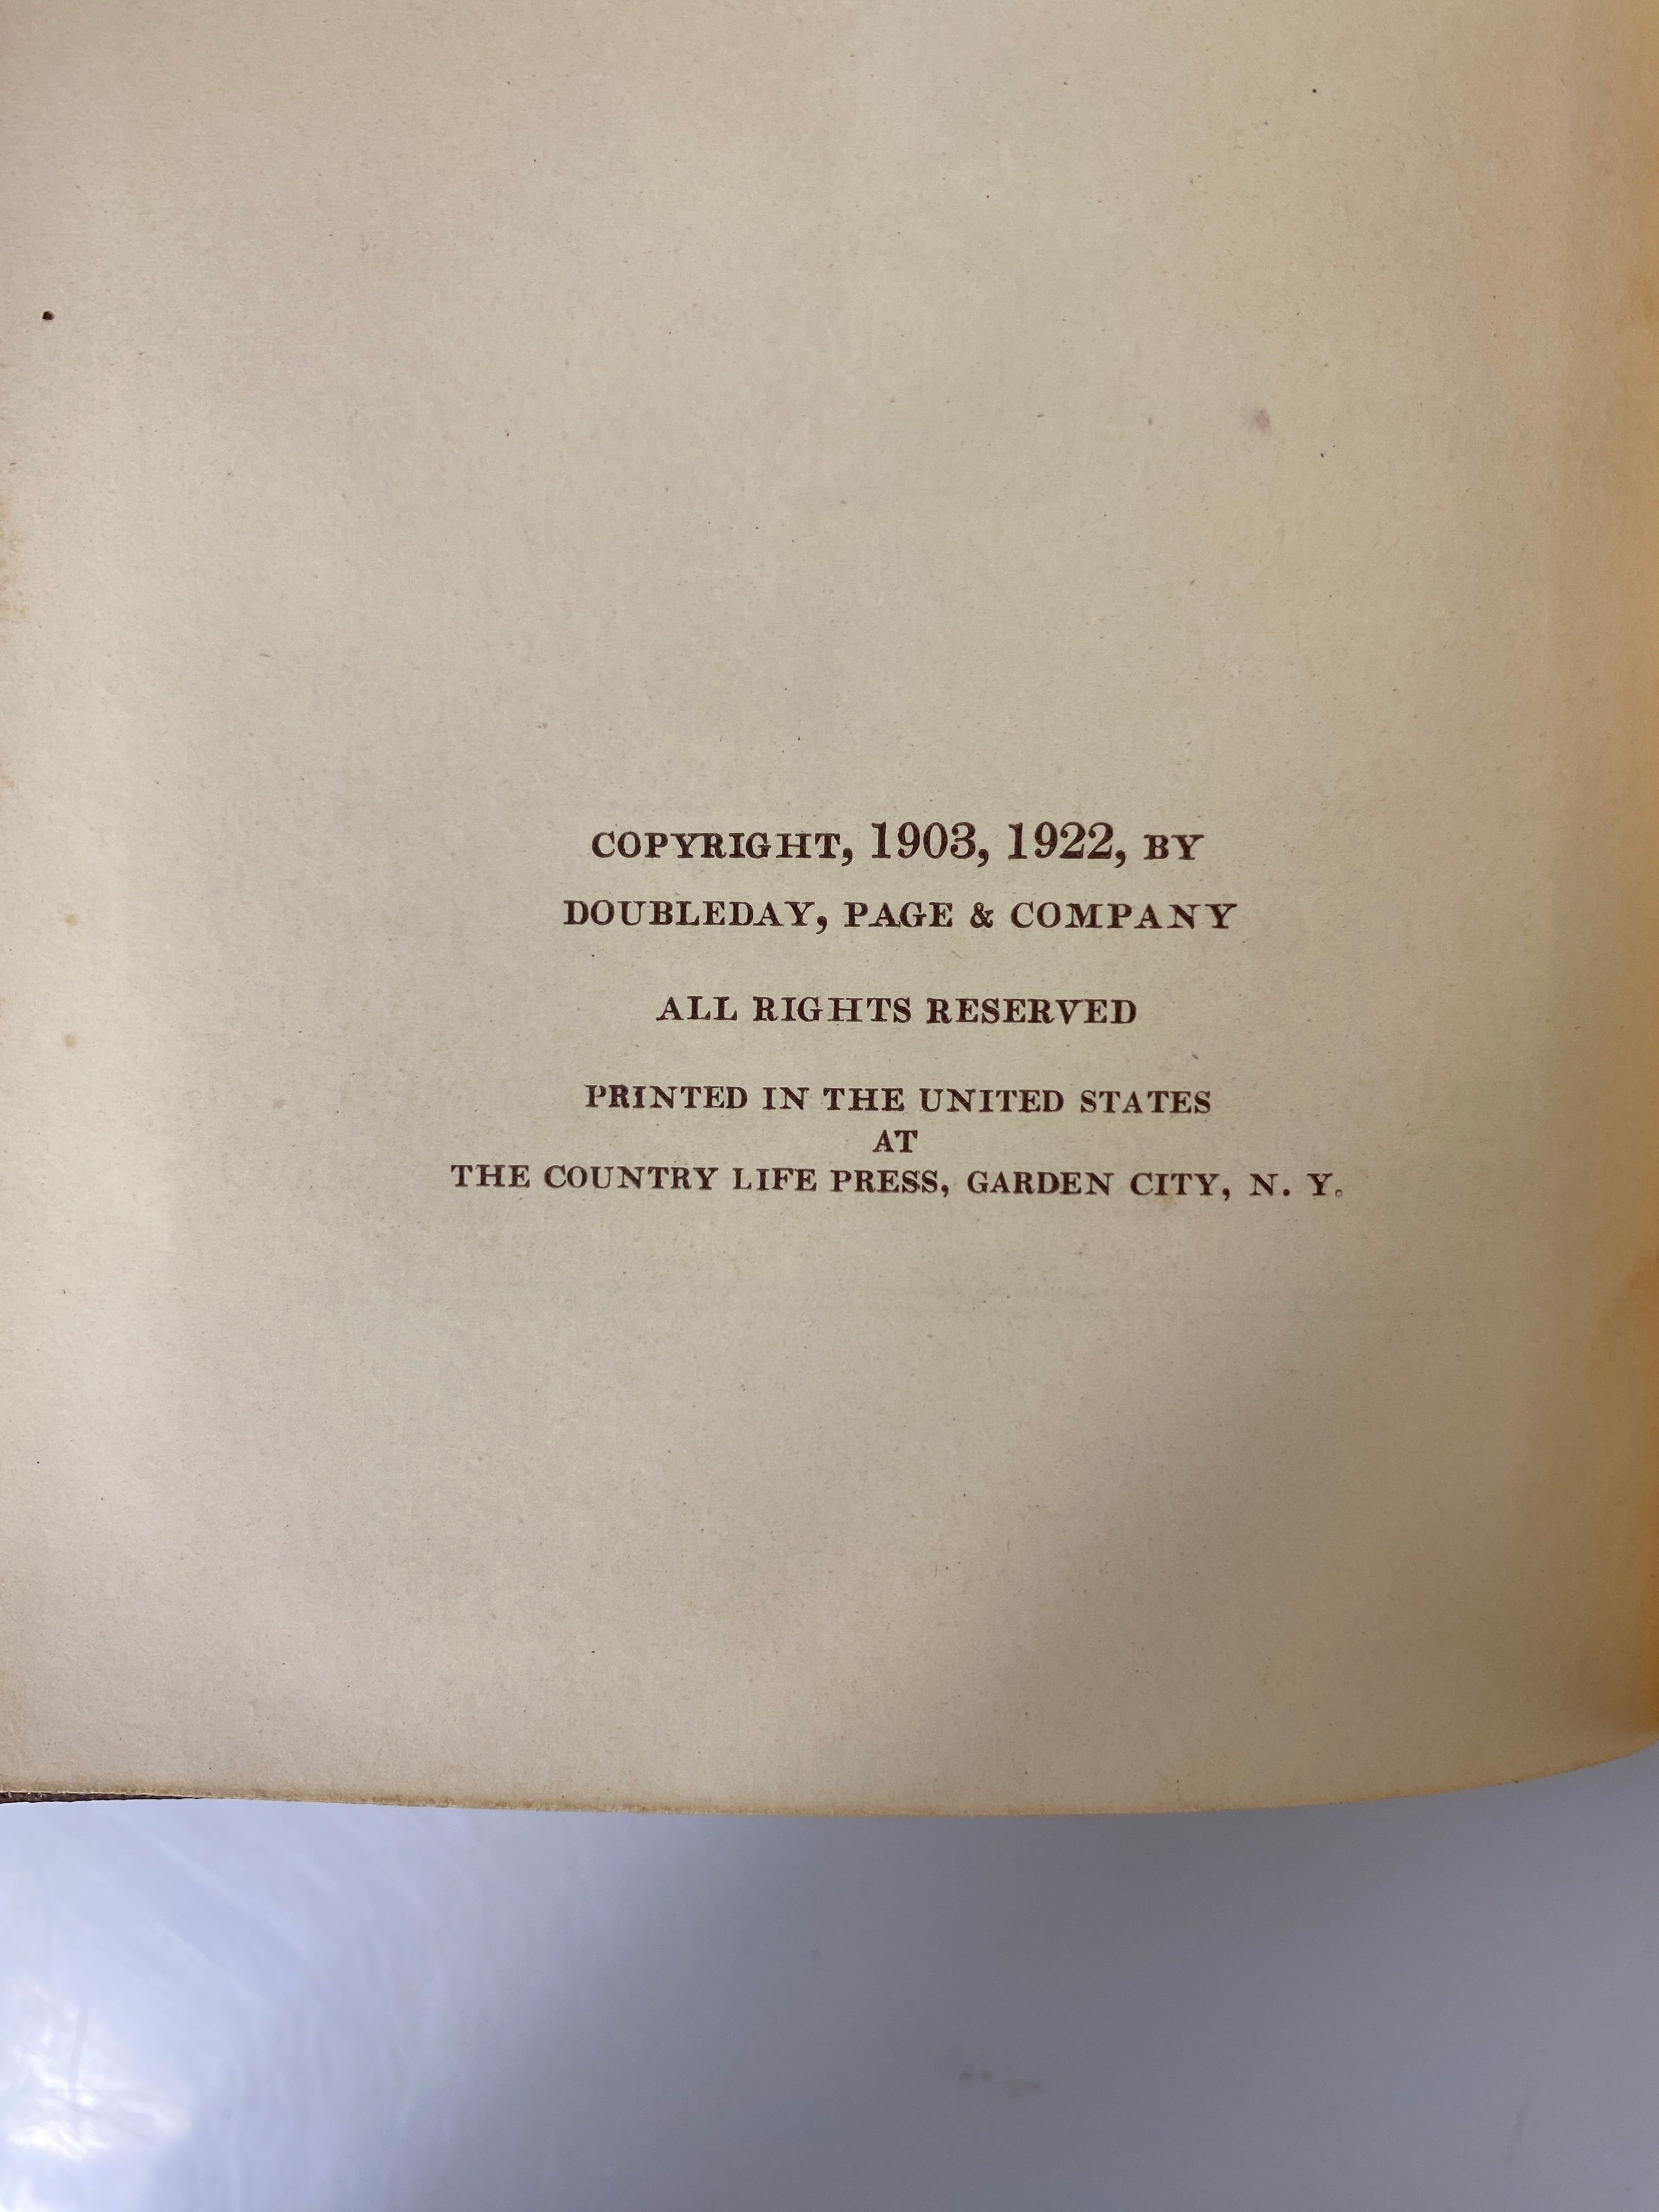 COPYRIGHT, 1903, 1922, BY
DOUBLEDAY, PAGE & COMPANY
ALL RIGHTS RESERVED
PRINTED IN THE UNITED STATES
AT
THE COUNTRY LIFE PRESS, GARDEN CITY, N. Y.